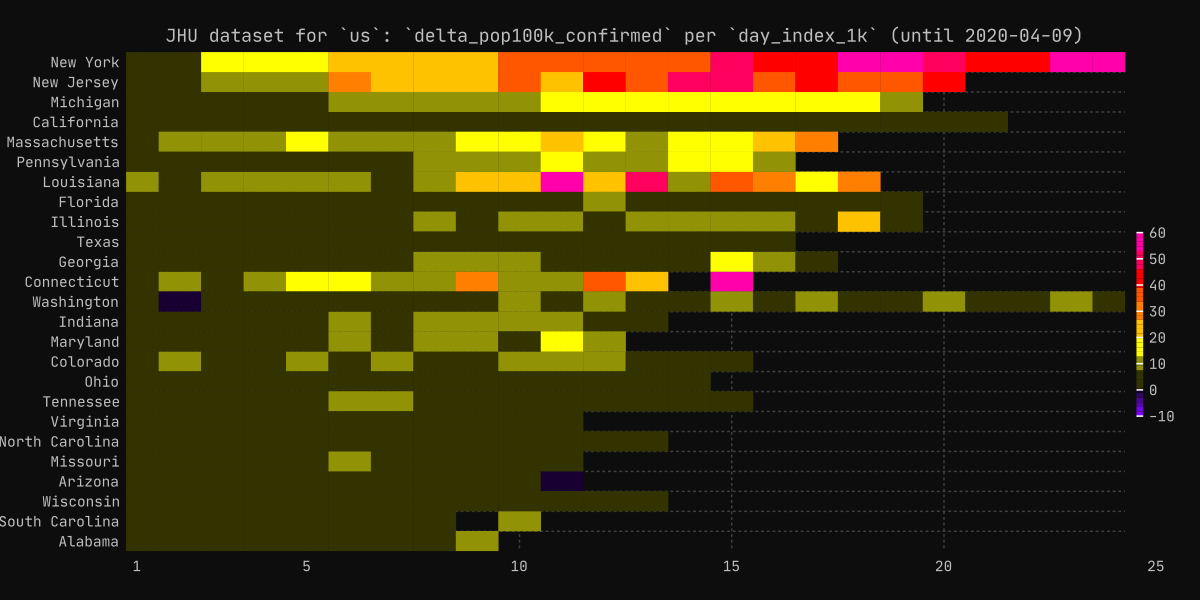 JHU dataset for `us`: `delta_pop100k_confirmed` per `day_index_1k` (until 2020-04-09)
New York
New Jersey
Michigan
California
Massachusetts
Pennsylvania
Louisiana
Florida
Illinois
Texas
Georgia
Connecticut
Washington
Indiana
Maryland
Colorado
Ohio
Tennessee
Virginia
North Carolina
Missouri
Arizona
Wisconsin
South Carolina
Alabama
60
50
40
30
20
10
0
−10
1 5 10 15 20 25